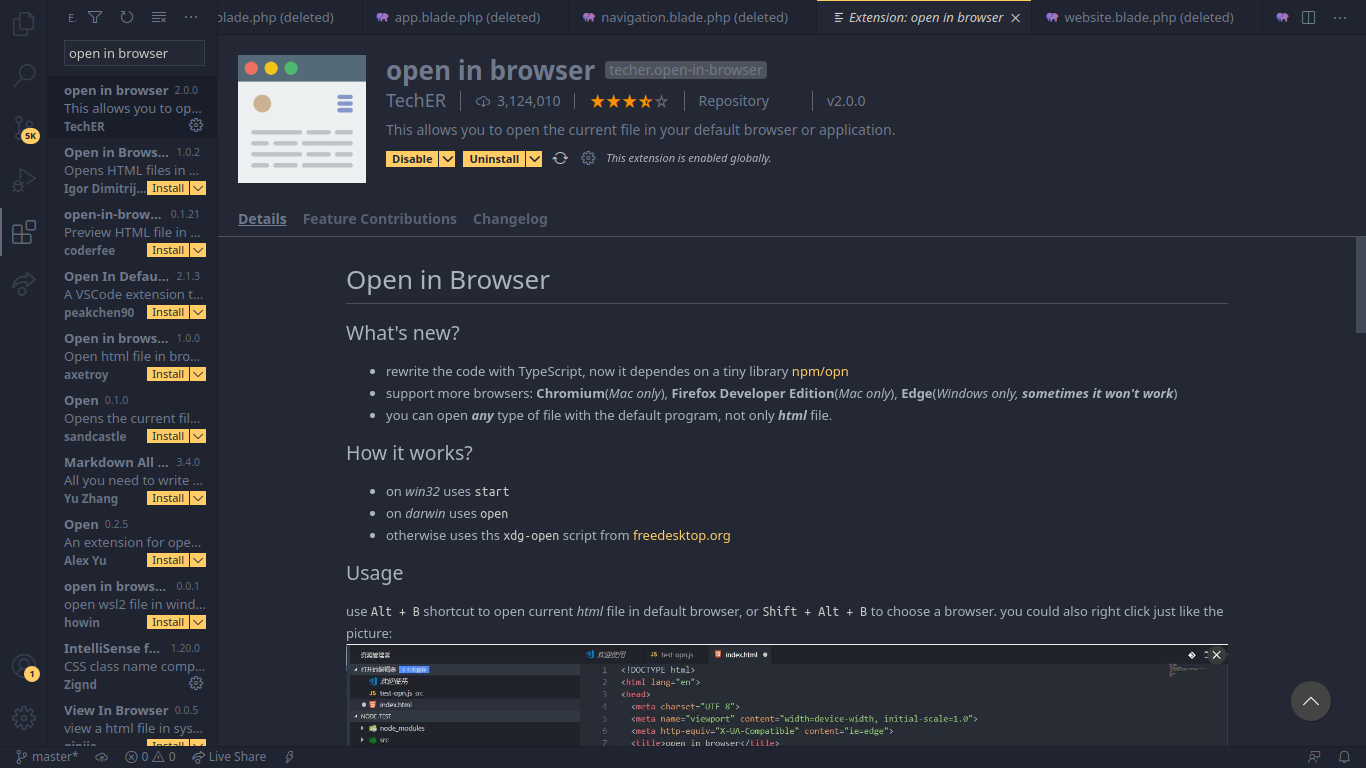 blade.php (deleted)
app.blade.php (deleted)
navigation.blade.php (deleted)
Extension: open in browser
website.blade.php (deleted)
E.
open in browser
open in browser 2.0.0
This allows you to op...
TechER
Open in Brows... 1.0.2
Opens HTML files in ...
Igor Dimitrij... Install
open-in-brow... 0.1.21
Preview HTML file in ...
coderfee Install
Open In Defau... 2.1.3
A VSCode extension t...
peakchen90 Install
Open in brows... 1.0.0
Open html file in bro...
axetroy Install
Open 0.1.0
Opens the current fil...
sandcastle Install
Markdown All ... 3.4.0
All you need to write ...
Yu Zhang Install
Open 0.2.5
An extension for ope...
Alex Yu Install
open in brows... 0.0.1
open wsl2 file in wind...
howin Install
IntelliSense f... 1.20.0
CSS class name comp...
Zignd
View In Browser 0.0.5
view a html file in sys...
Install
5K
1
open in browser techer.open-in-browser
TechER 3,124,010 Repository v2.0.0
This allows you to open the current file in your default browser or application.
Disable Uninstall This extension is enabled globally.
Details Feature Contributions Changelog
Open in Browser
What's new?
rewrite the code with TypeScript, now it dependes on a tiny library npm/opn
support more browsers: Chromium(Mac only), Firefox Developer Edition(Mac only), Edge(Windows only, sometimes it won't work)
you can open any type of file with the default program, not only html file.
How it works?
on win32 uses start
on darwin uses open
otherwise uses ths xdg-open script from freedesktop.org
Usage
use Alt + B shortcut to open current html file in default browser, or Shift + Alt + B to choose a browser. you could also right click just like the
picture:
资源管理器 欢迎使用 test-opn.js index.html
打开的编辑器
欢迎使用
test-opn.js src
index.html
NODE TEST
node_modules
src
1 <!DOCTYPE html>
2 <html lang="en">
3 <head>
4 <meta charset="UTF-8">
5 <meta name="viewport" content="width=device-width, initial-scale=1.0">
6 <meta http-equiv="X-UA-Compatible" content="ie=edge">
7 <title>open in browser</title>
master* 0 0 Live Share